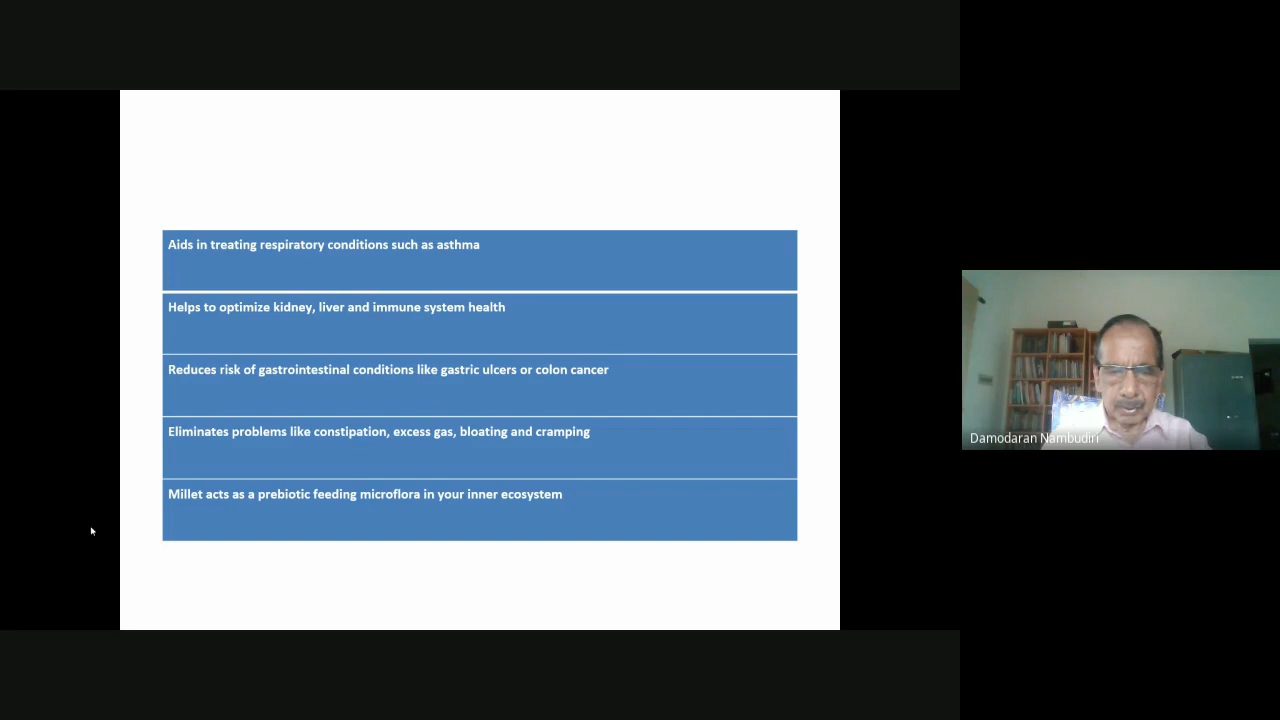 Aids in treating respiratory conditions such as asthma
Helps to optimize kidney, liver and immune system health
Reduces risk of gastrointestinal conditions like gastric ulcers or colon cancer
Eliminates problems like constipation, excess gas, bloating and cramping
Millet acts as a prebiotic feeding microflora in your inner ecosystem
Damodaran Nambudiri